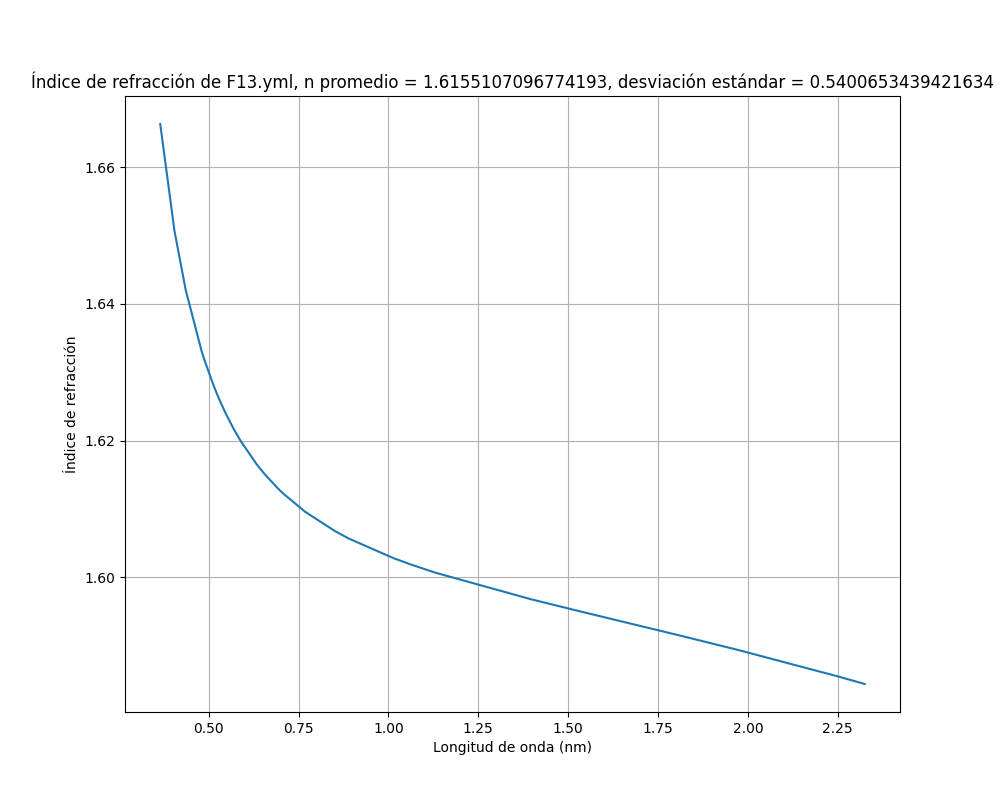 Índice de refracción de F13.yml, n promedio = 1.6155107096774193, desviación estándar = 0.5400653439421634
1.66
1.64
1.62
1.60
Índice de refracción
0.50 0.75 1.00 1.25 1.50 1.75 2.00 2.25
Longitud de onda (nm)